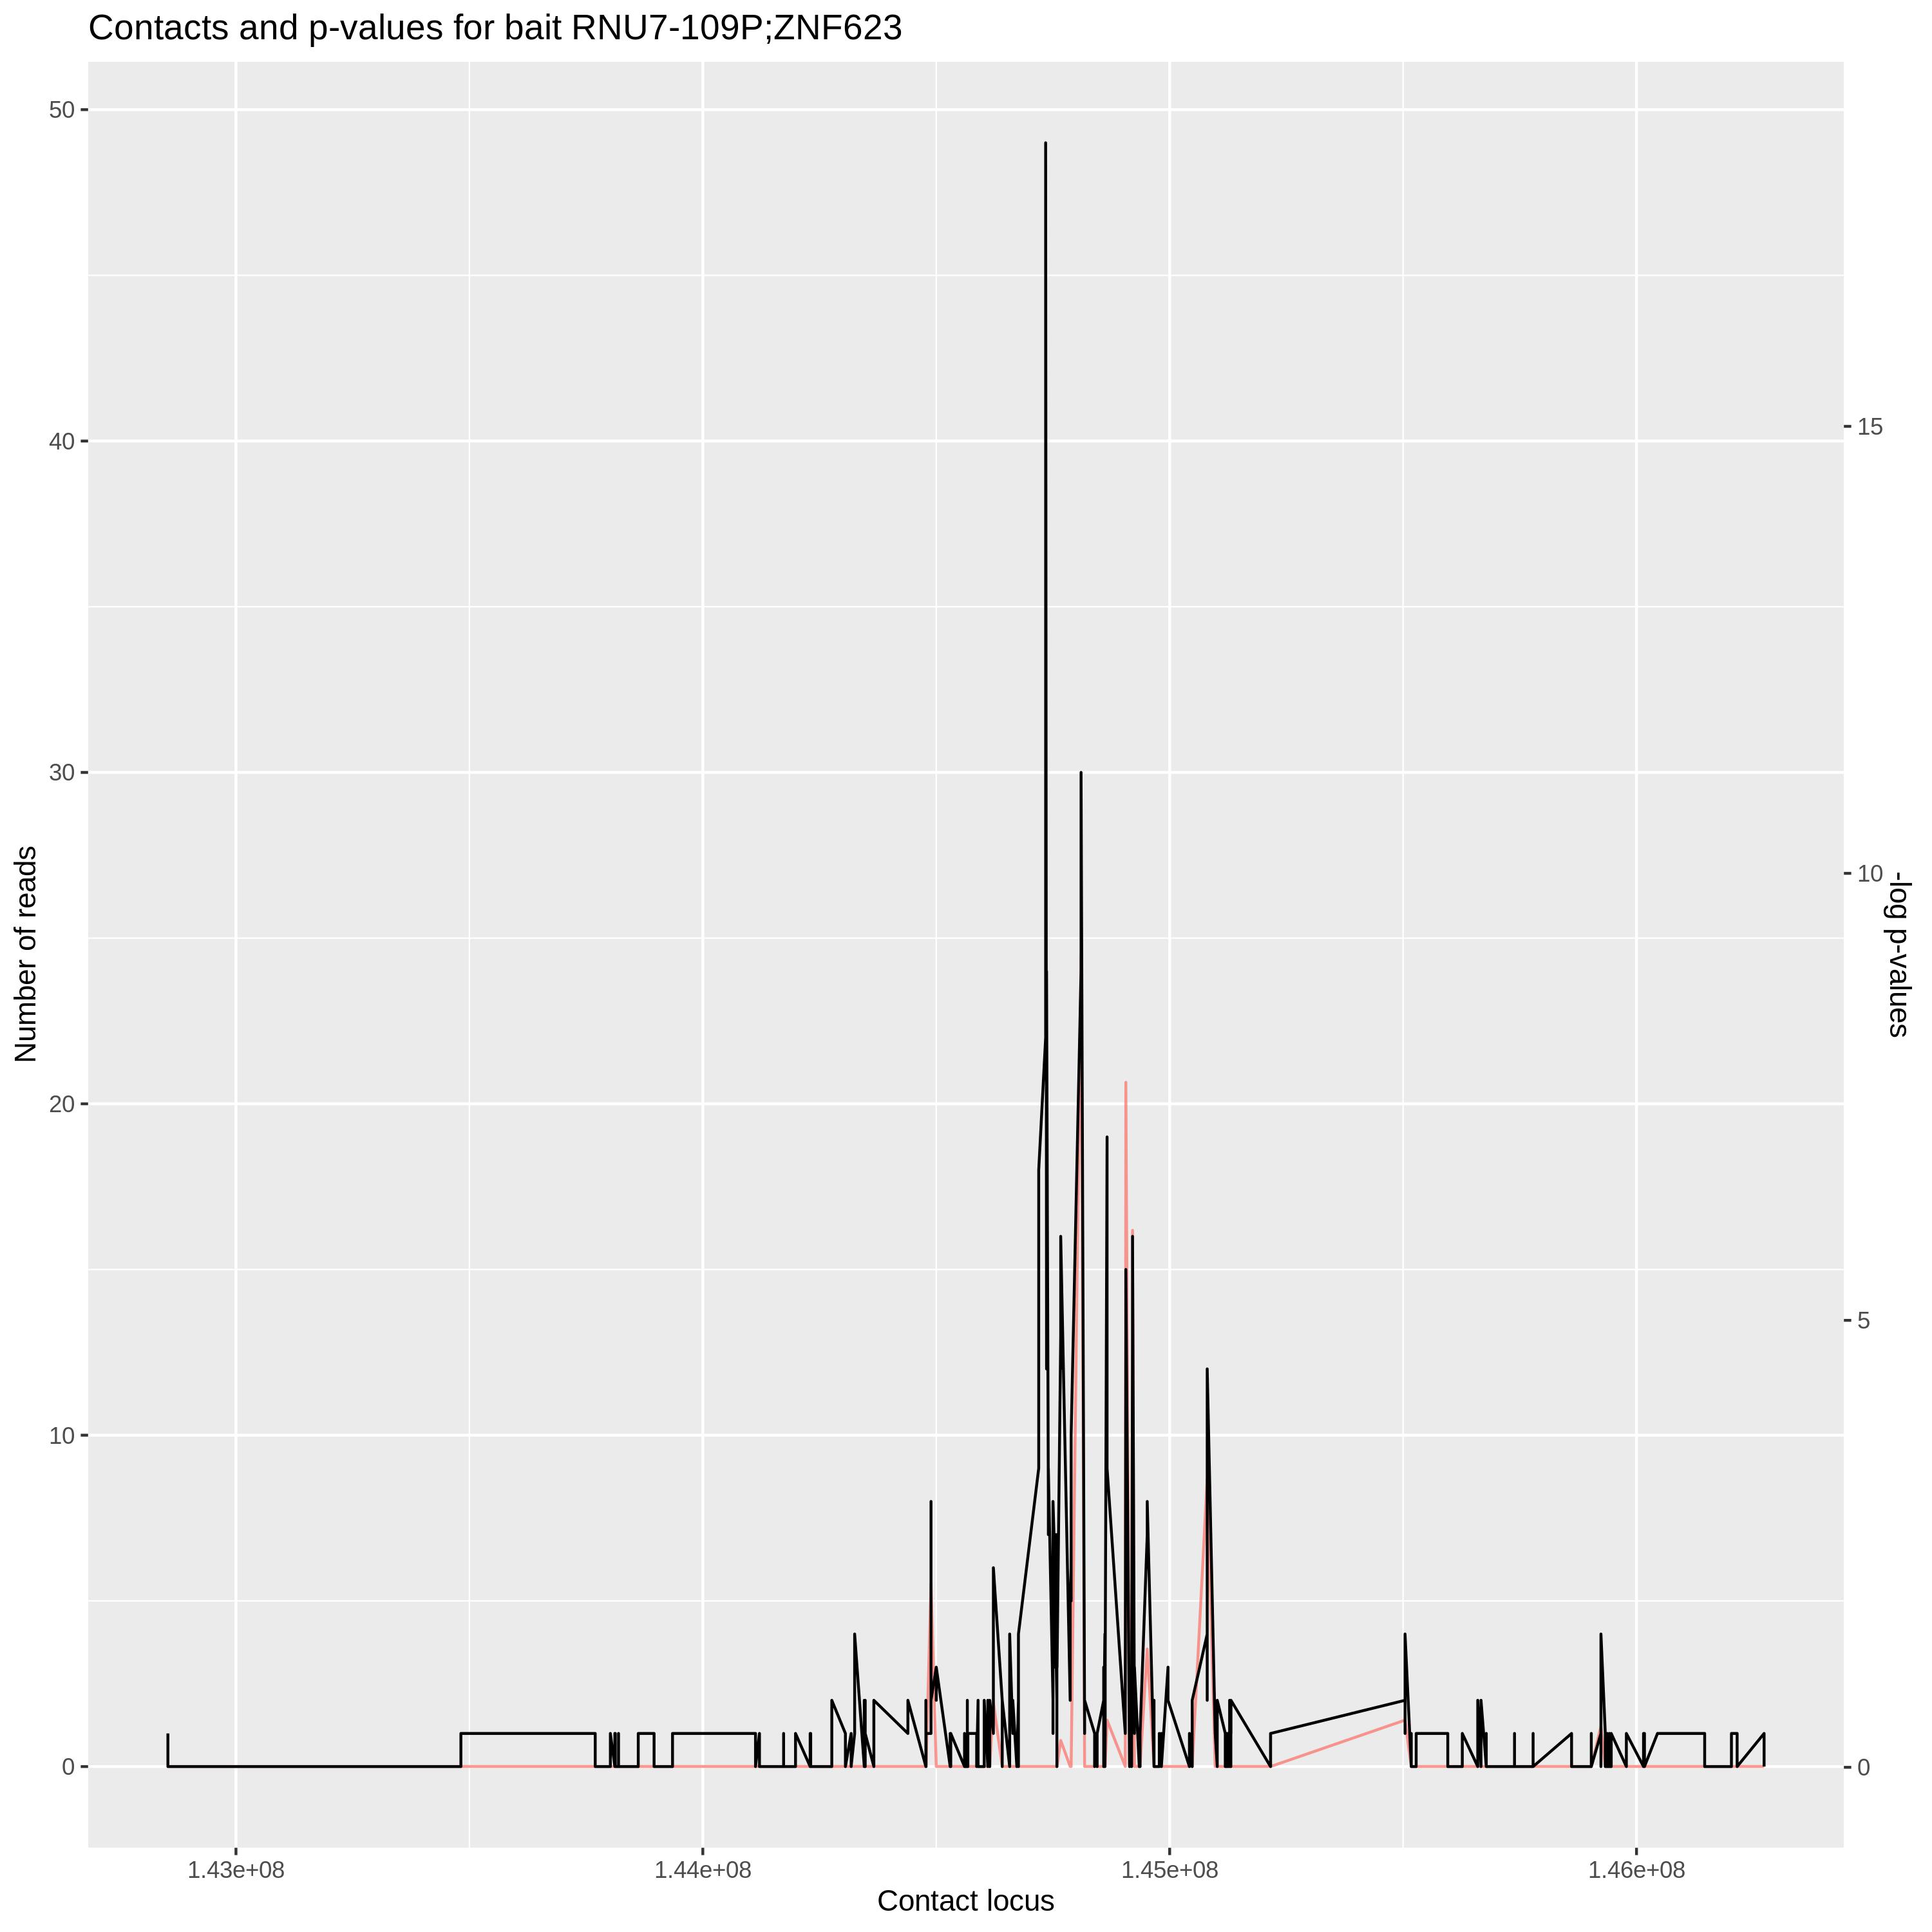 Contacts and p-values for bait RNU7-109P;ZNF623
50
40
30
20
10
0
Number of reads
15
10
5
0
-log p-values
1.43e+08
1.44e+08
1.45e+08
1.46e+08
Contact locus